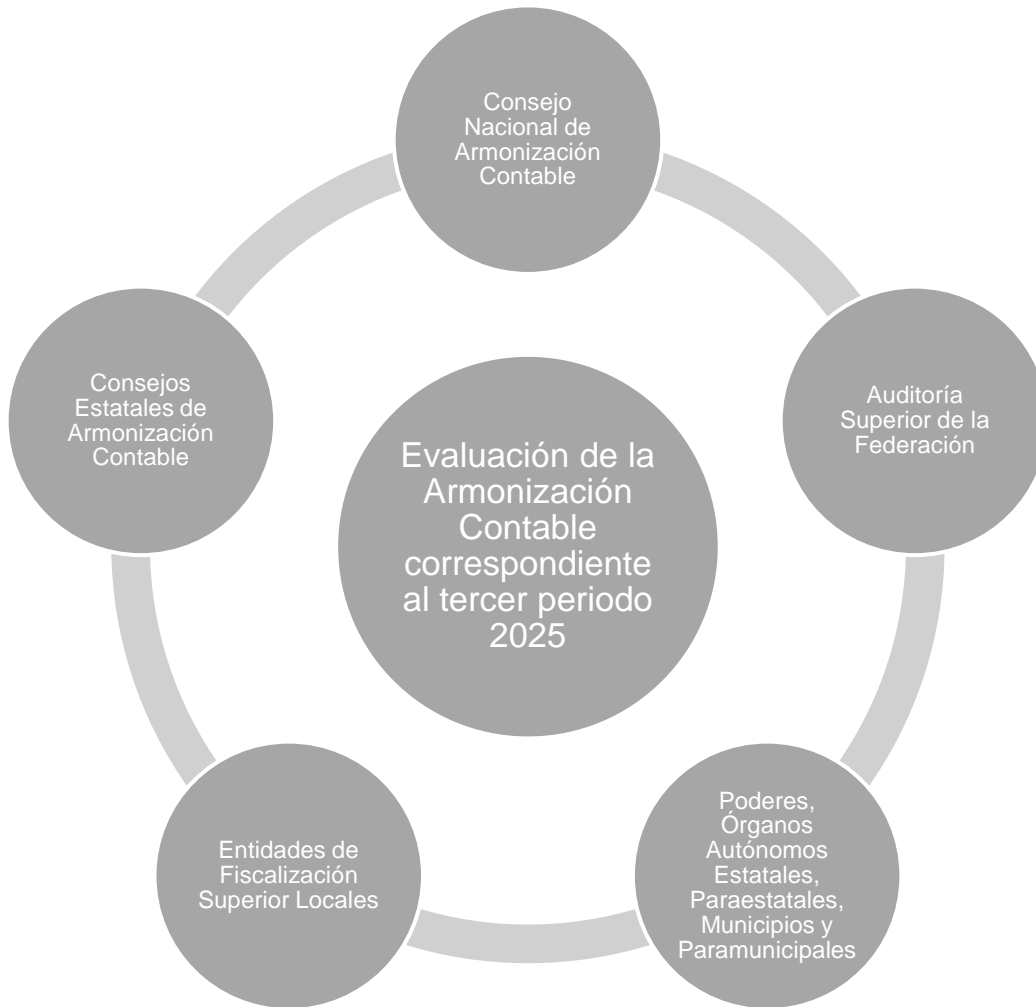 Consejo
Nacional de
Armonización
Contable
Consejos
Estatales de
Armonización
Contable
Auditoría
Superior de la
Federación
Evaluación de la
Armonización
Contable
correspondiente
al tercer periodo
2025
Entidades de
Fiscalización
Superior Locales
Poderes,
Órganos
Autónomos
Estatales,
Paraestatales,
Municipios y
Paramunicipales